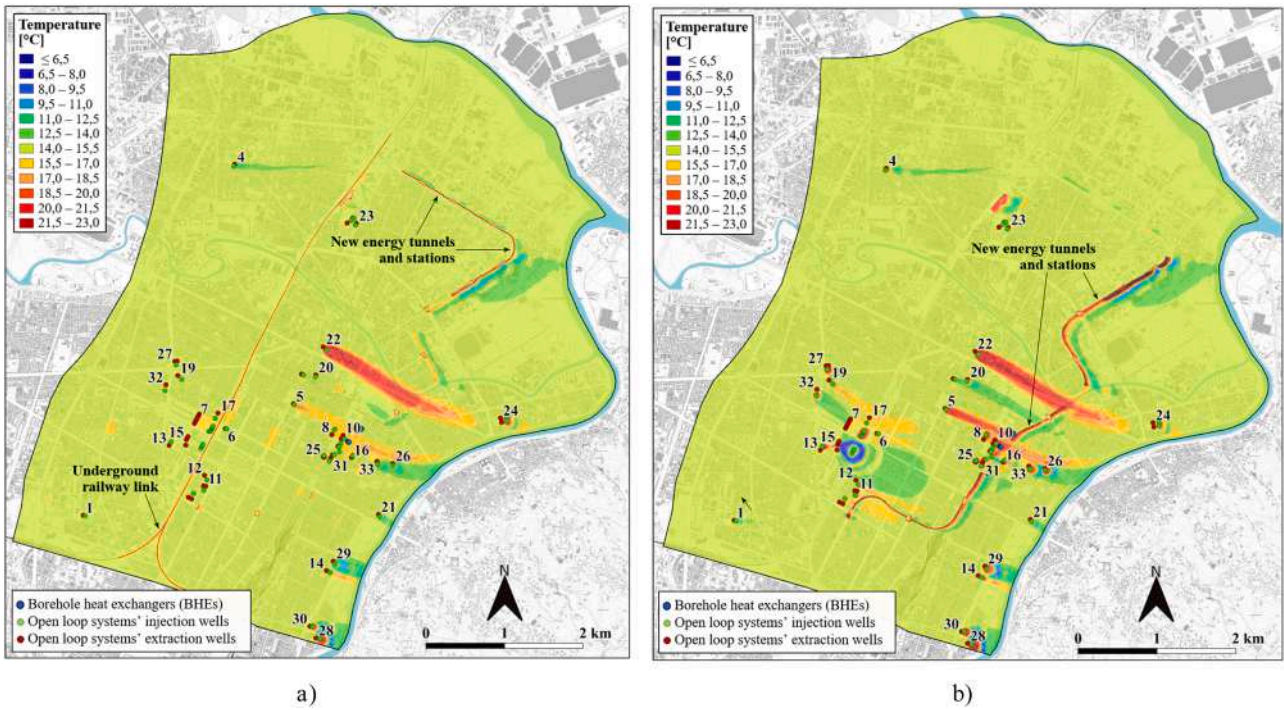 Temperature
[°C]
≤ 6,5
6,5 – 8,0
8,0 – 9,5
9,5 – 11,0
11,0 – 12,5
12,5 – 14,0
14,0 – 15,5
15,5 – 17,0
17,0 – 18,5
18,5 – 20,0
20,0 – 21,5
21,5 – 23,0
4
23
New energy tunnels
and stations
22
27
19
20
32
5
7
17
24
8
10
6
13
15
25
16
31
33
26
12
11
Underground
railway link
1
21
29
14
N
30
28
Borehole heat exchangers (BHEs)
Open loop systems' injection wells
Open loop systems' extraction wells
0
1
2 km
a)
Temperature
[°C]
≤ 6,5
6,5 – 8,0
8,0 – 9,5
9,5 – 11,0
11,0 – 12,5
12,5 – 14,0
14,0 – 15,5
15,5 – 17,0
17,0 – 18,5
18,5 – 20,0
20,0 – 21,5
21,5 – 23,0
4
23
New energy tunnels
and stations
22
27
19
20
32
5
7
17
24
8
10
6
13
15
25
16
31
33
26
12
11
1
21
29
14
N
30
28
Borehole heat exchangers (BHEs)
Open loop systems' injection wells
Open loop systems' extraction wells
0
1
2 km
b)